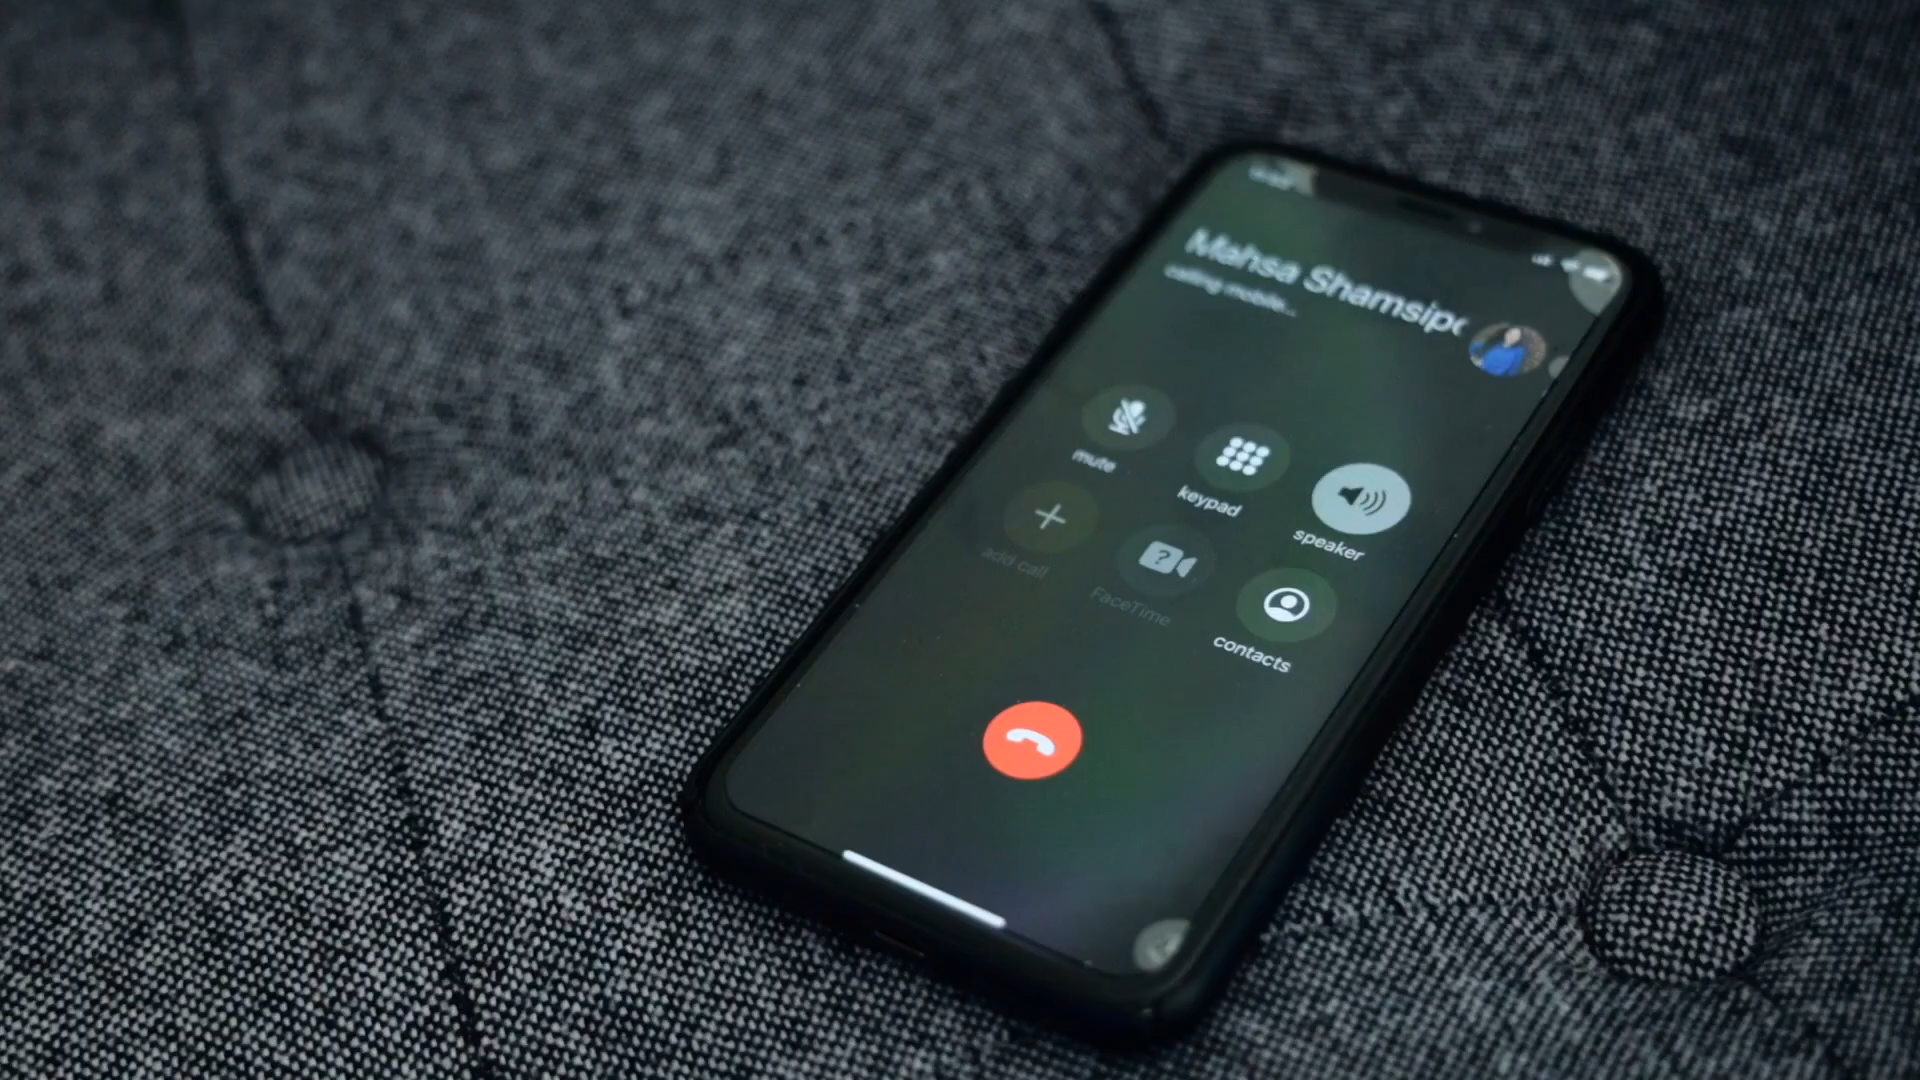 Mahsa Shamsipo
calling mobile...
mute
keypad
speaker
add call
FaceTime
contacts